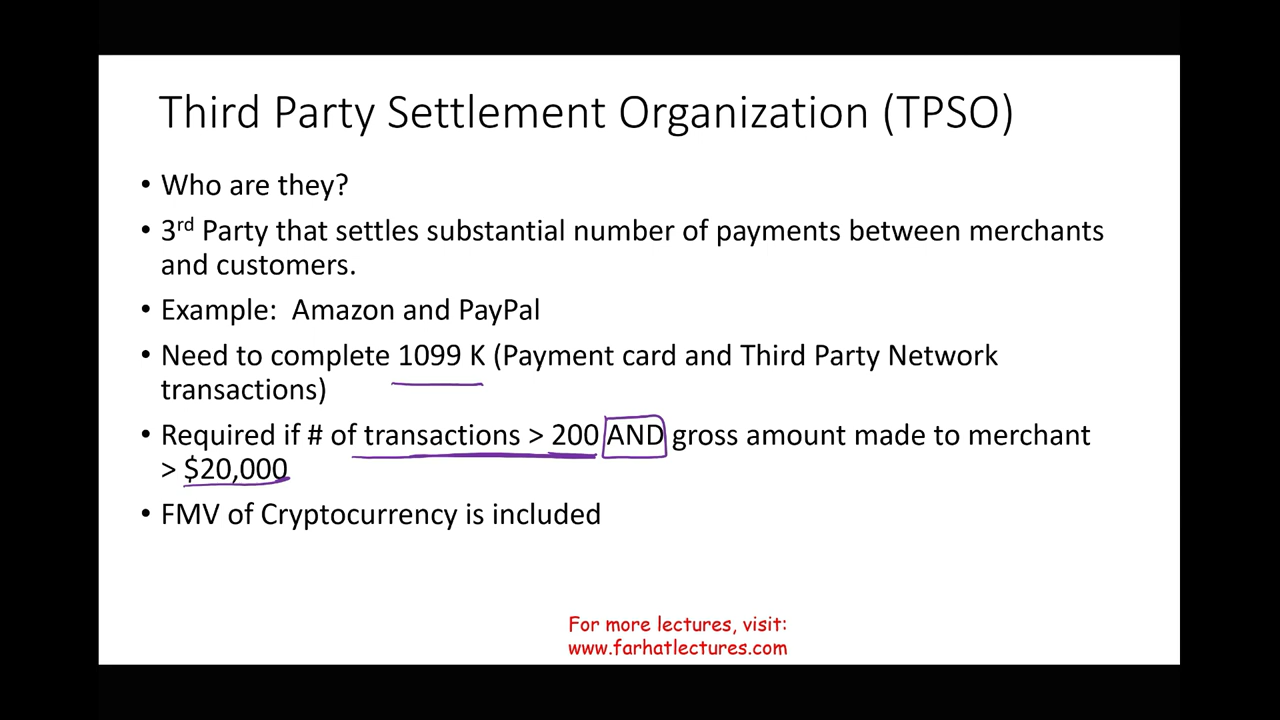 Third Party Settlement Organization (TPSO)
• Who are they?
• 3rd Party that settles substantial number of payments between merchants
and customers.
• Example:  Amazon and PayPal
• Need to complete 1099 K (Payment card and Third Party Network
transactions)
• Required if # of transactions > 200 AND gross amount made to merchant
> $20,000
• FMV of Cryptocurrency is included
For more lectures, visit:
www.farhatlectures.com